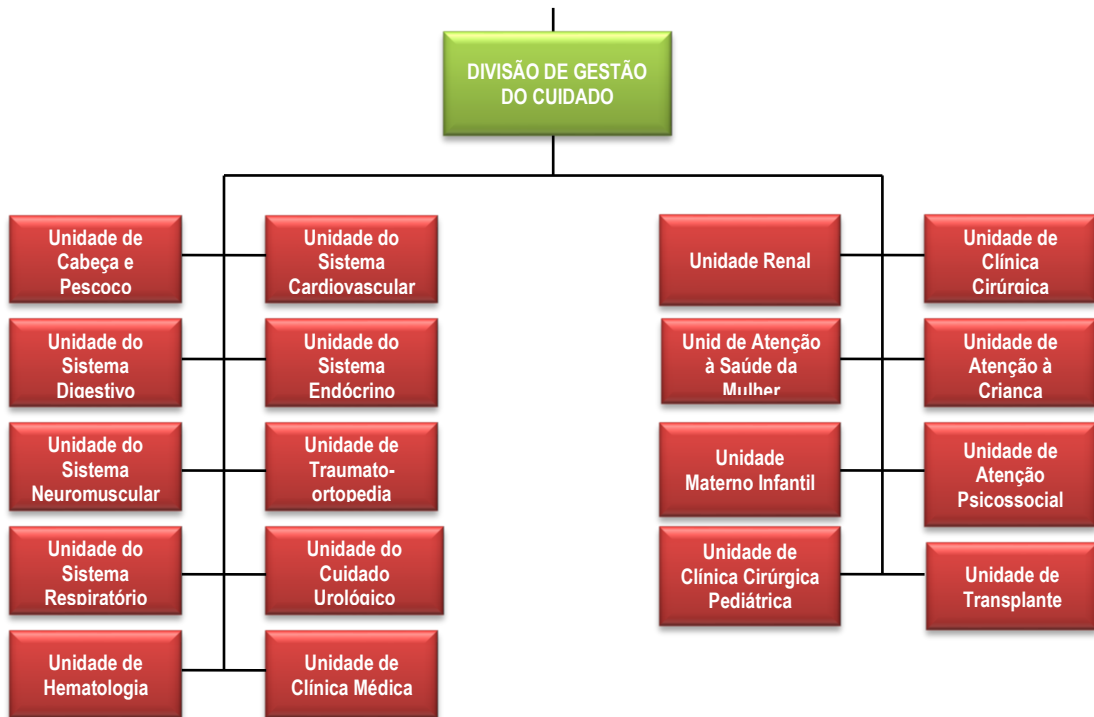 DIVISÃO DE GESTÃO
DO CUIDADO
Unidade de
Cabeça e
Pescoco
Unidade do
Sistema
Cardiovascular
Unidade do
Sistema
Digestivo
Unidade do
Sistema
Endócrino
Unidade do
Sistema
Neuromuscular
Unidade de
Traumato-
ortopedia
Unidade do
Sistema
Respiratório
Unidade do
Cuidado
Urológico
Unidade de
Hematologia
Unidade de
Clínica Médica
Unidade Renal
Unidade de
Clínica
Cirúrgica
Unid de Atenção
à Saúde da
Mulher
Unidade de
Atenção à
Crianca
Unidade
Materno Infantil
Unidade de
Atenção
Psicossocial
Unidade de
Clínica Cirúrgica
Pediátrica
Unidade de
Transplante